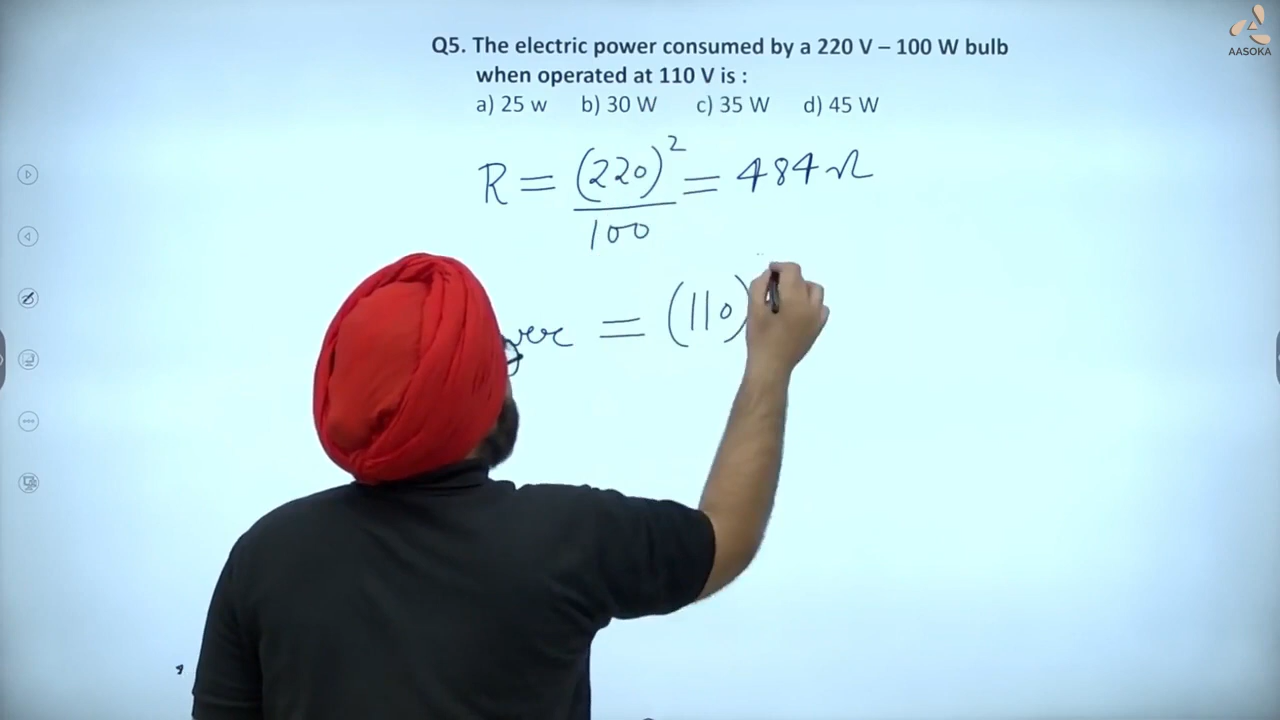 AASOKA
Q5. The electric power consumed by a 220 V – 100 W bulb
when operated at 110 V is :
a) 25 w b) 30 W c) 35 W d) 45 W
R = (220)² = 484 Ω
100
= (110)